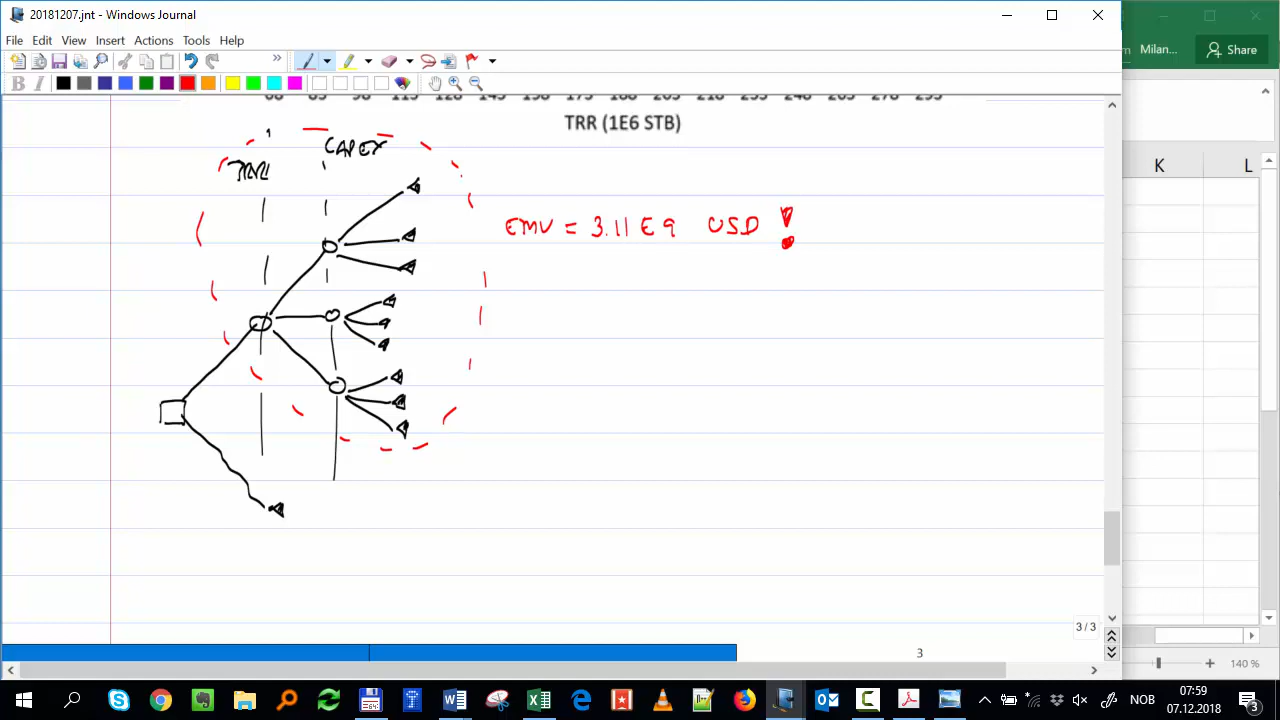 20181207.jnt - Windows Journal
File Edit View Insert Actions Tools Help
Milan...
Share
B I
K L
TRR (1E6 STB)
CAPEX
TRR
EMV = 3.11 E 9 USD !
3 / 3
3
140 %
NOB
07:59
07.12.2018
3